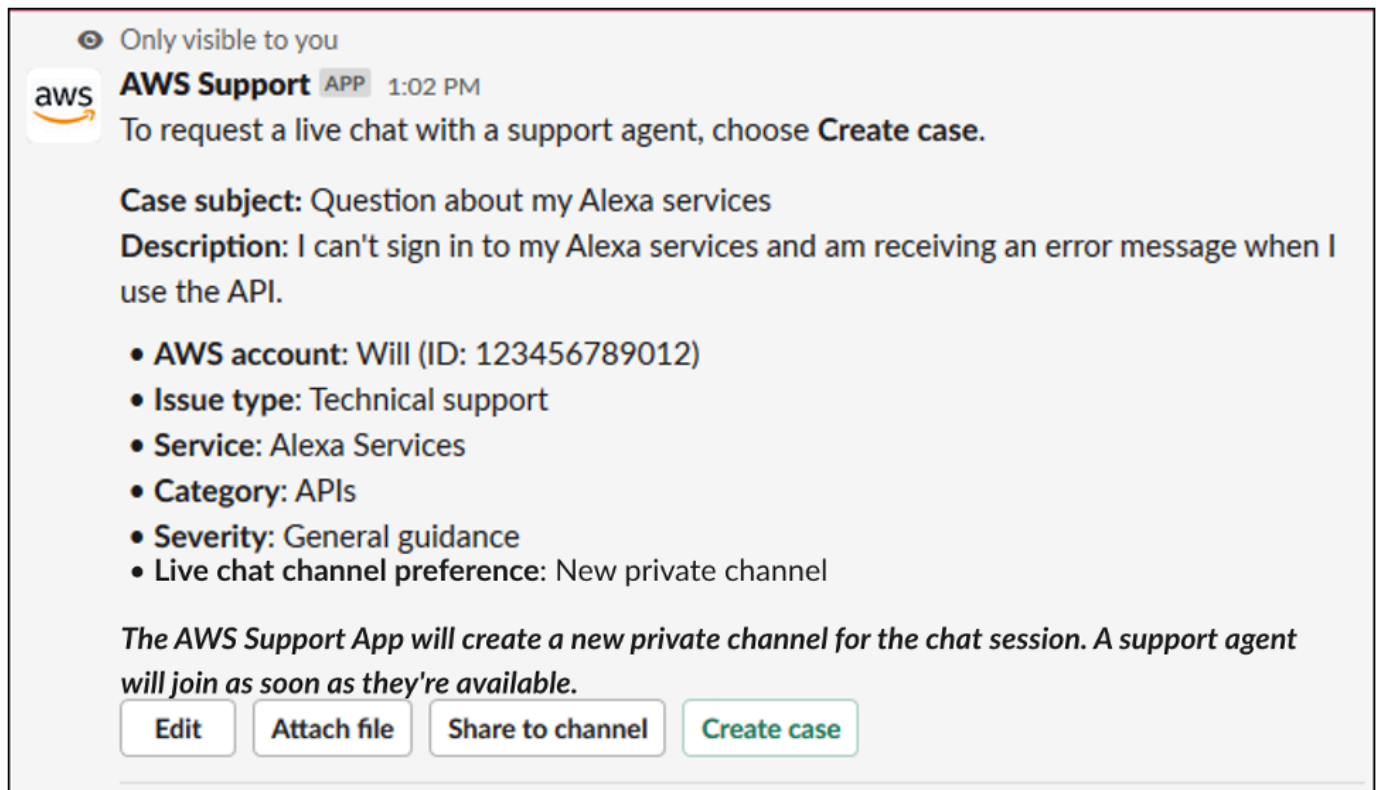 Only visible to you
aws
AWS Support APP 1:02 PM
To request a live chat with a support agent, choose Create case.
Case subject: Question about my Alexa services
Description: I can't sign in to my Alexa services and am receiving an error message when I
use the API.
• AWS account: Will (ID: 123456789012)
• Issue type: Technical support
• Service: Alexa Services
• Category: APIs
• Severity: General guidance
• Live chat channel preference: New private channel
The AWS Support App will create a new private channel for the chat session. A support agent
will join as soon as they're available.
Edit Attach file Share to channel Create case